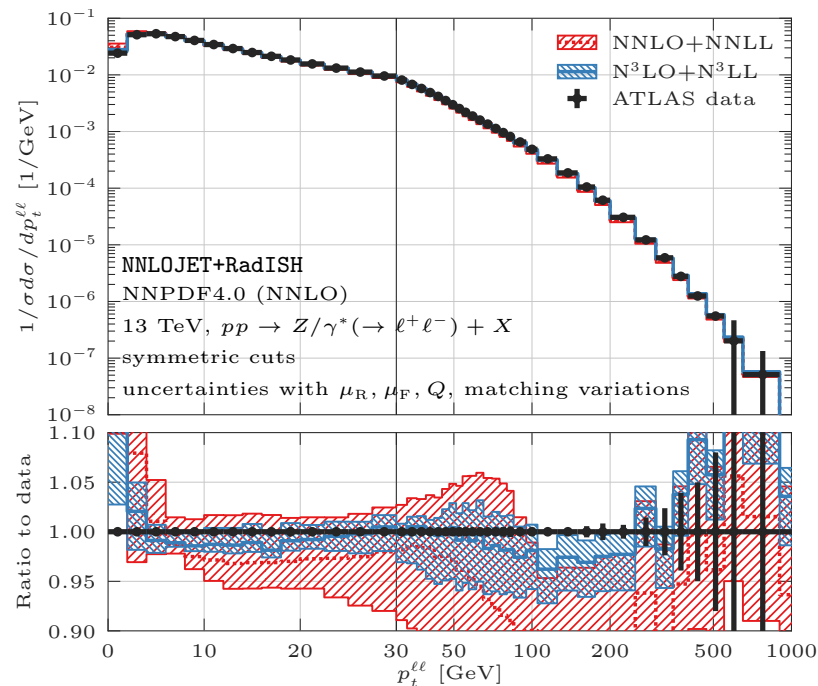 10⁻¹
10⁻²
10⁻³
10⁻⁴
10⁻⁵
10⁻⁶
10⁻⁷
10⁻⁸
1/σdσ/dp_t^ℓℓ [1/GeV]
NNLO+NNLL
N³LO+N³LL
ATLAS data
NNLOJET+RadISH
NNPDF4.0 (NNLO)
13 TeV, pp → Z/γ*(→ ℓ⁺ℓ⁻) + X
symmetric cuts
uncertainties with μ_R, μ_F, Q, matching variations
1.10
1.05
1.00
0.95
0.90
Ratio to data
0 10 20 30 50 100 200 500 1000
p_t^ℓℓ [GeV]